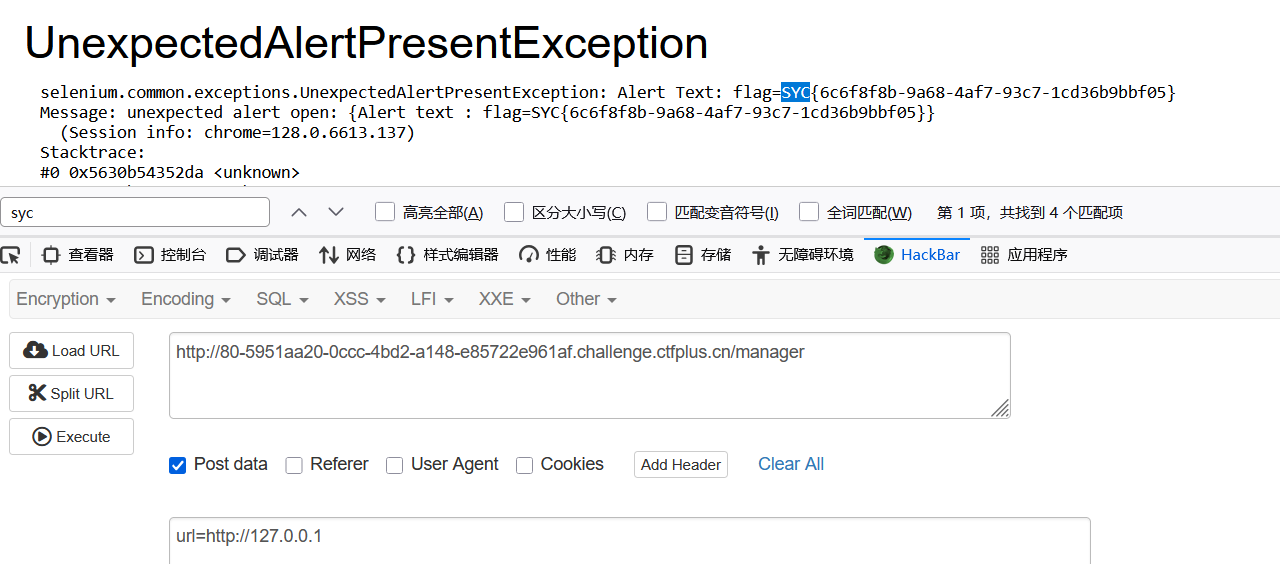 UnexpectedAlertPresentException
selenium.common.exceptions.UnexpectedAlertPresentException: Alert Text: flag=SYC{6c6f8f8b-9a68-4af7-93c7-1cd36b9bbf05}
Message: unexpected alert open: {Alert text : flag=SYC{6c6f8f8b-9a68-4af7-93c7-1cd36b9bbf05}}
(Session info: chrome=128.0.6613.137)
Stacktrace:
#0 0x5630b54352da <unknown>
syc 高亮全部(A) 区分大小写(C) 匹配变音符号(I) 全词匹配(W) 第 1 项，共找到 4 个匹配项
查看器 控制台 调试器 网络 样式编辑器 性能 内存 存储 无障碍环境 HackBar 应用程序
Encryption Encoding SQL XSS LFI XXE Other
Load URL
http://80-5951aa20-0ccc-4bd2-a148-e85722e961af.challenge.ctfplus.cn/manager
Split URL
Execute
Post data Referer User Agent Cookies Add Header Clear All
url=http://127.0.0.1